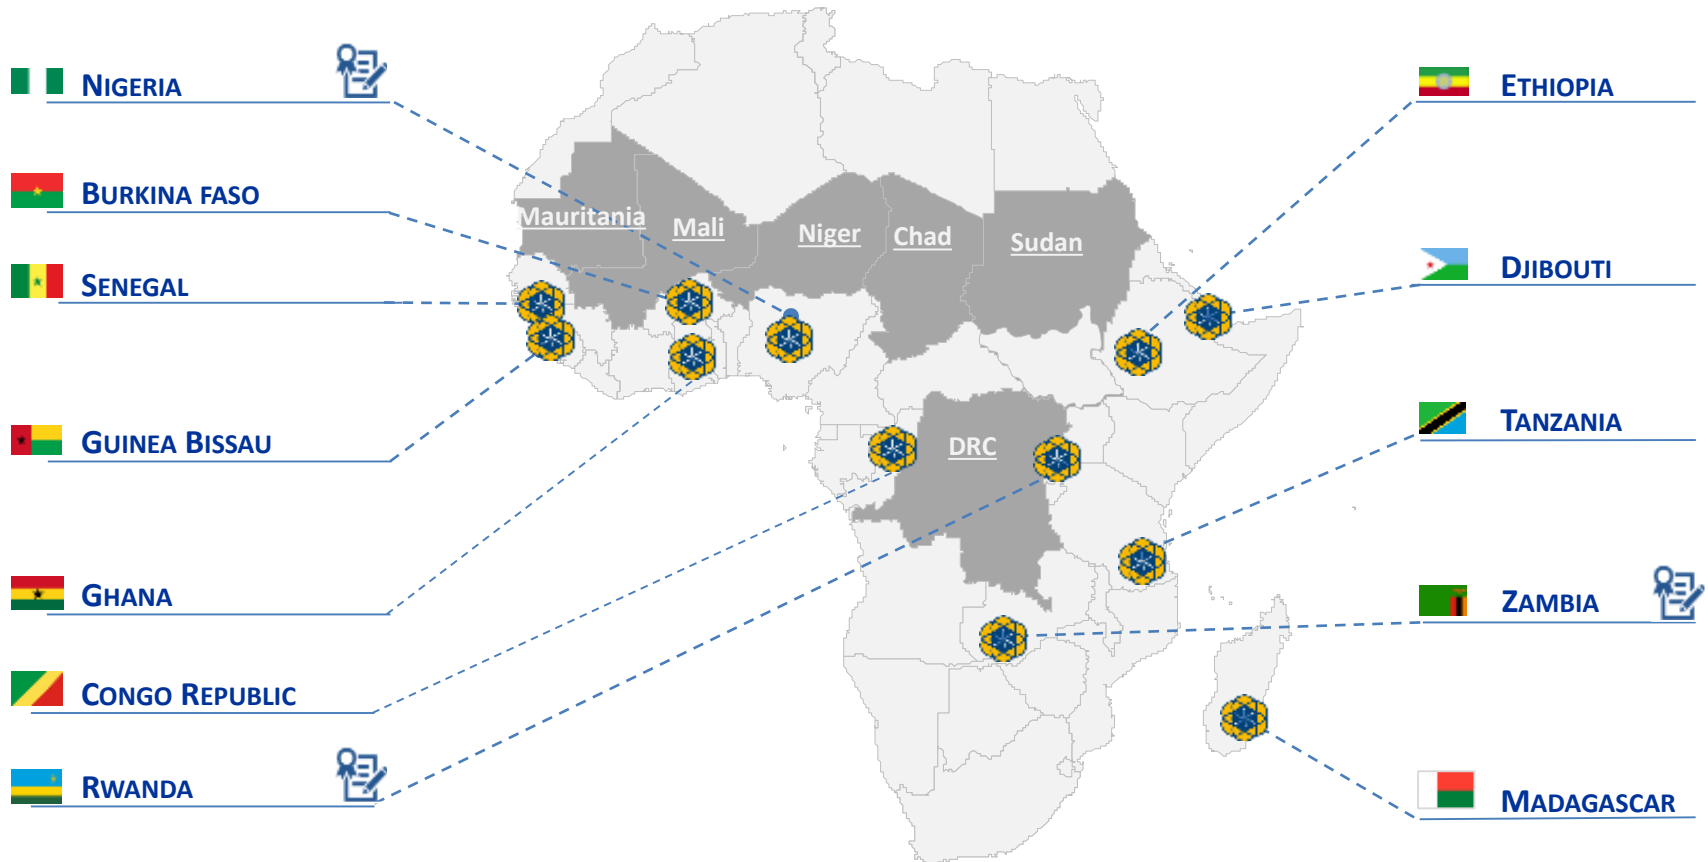 NIGERIA
BURKINA FASO
SENEGAL
GUINEA BISSAU
GHANA
CONGO REPUBLIC
RWANDA
Mauritania
Mali
Niger
Chad
Sudan
DRC
ETHIOPIA
DJIBOUTI
TANZANIA
ZAMBIA
MADAGASCAR